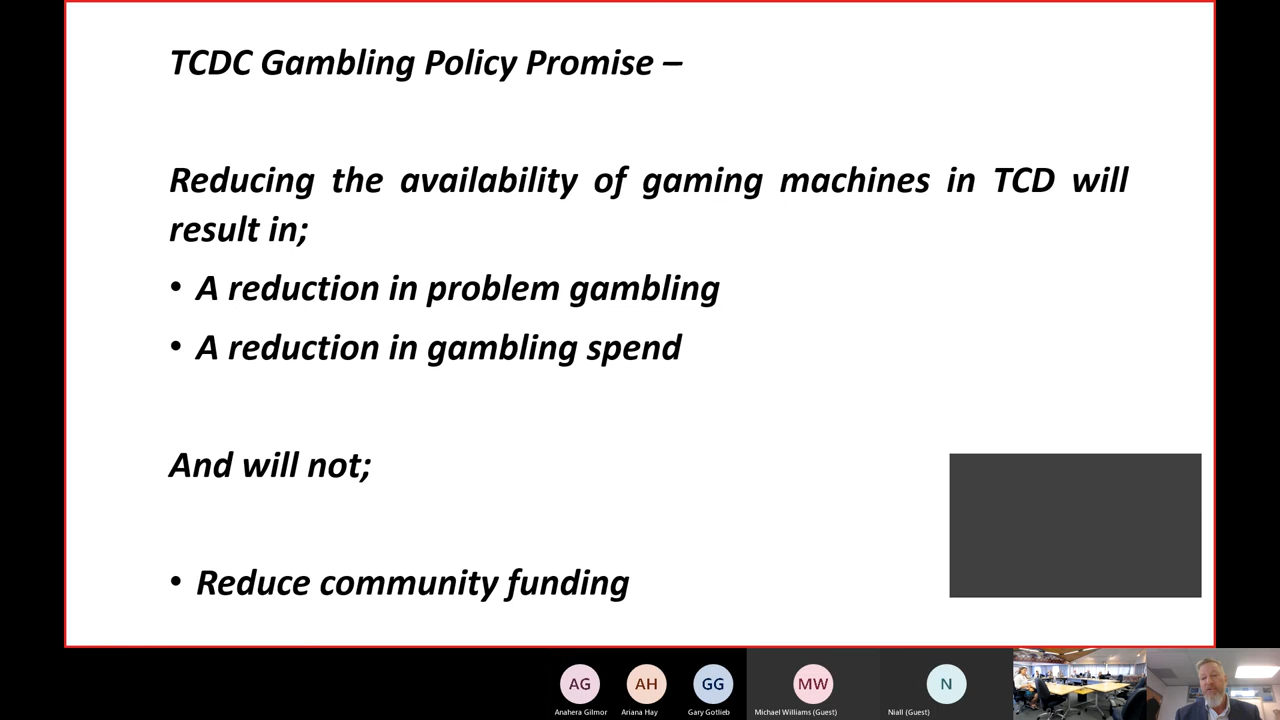 TCDC Gambling Policy Promise –
Reducing the availability of gaming machines in TCD will
result in;
• A reduction in problem gambling
• A reduction in gambling spend
And will not;
• Reduce community funding
AG
AH
GG
MW
N
Anahera Gilmor
Ariana Hay
Gary Gotlieb
Michael Williams (Guest)
Niall (Guest)